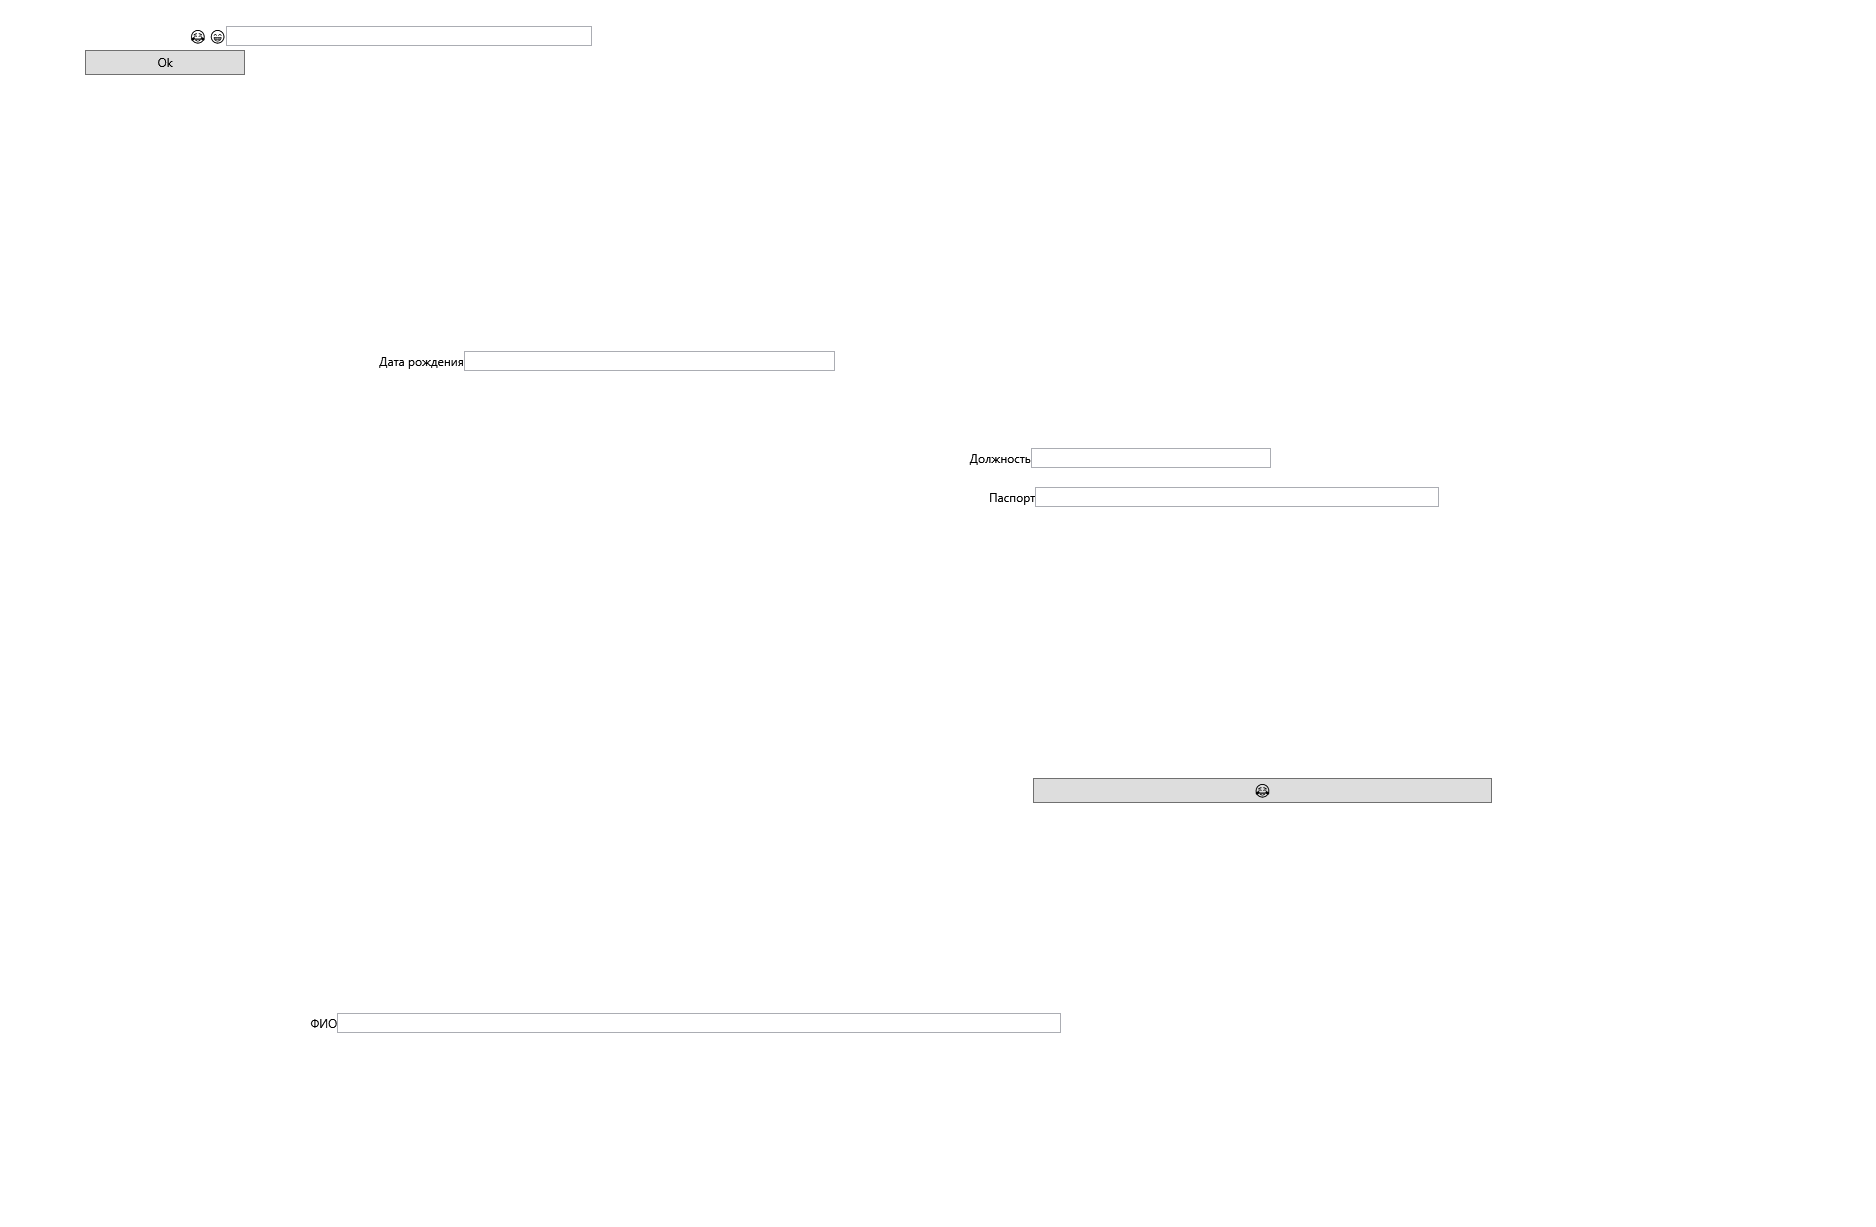 😂 😁
Ok
Дата рождения
Должность
Паспорт
😂
ФИО